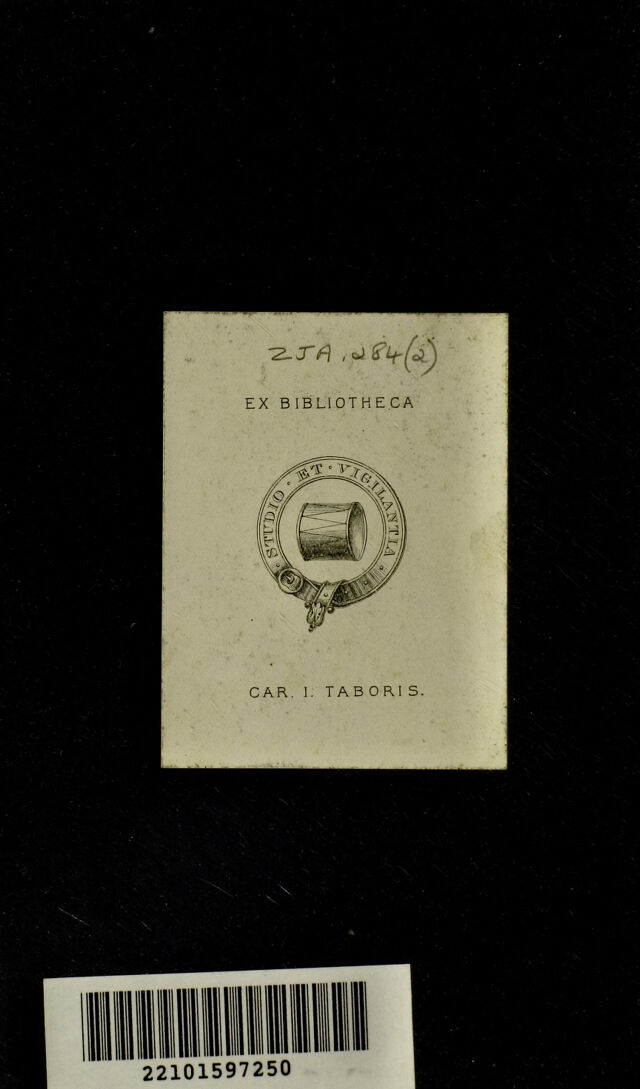 ZJA.284(2)
EX BIBLIOTHECA
· STUDIO · ET · VIGILANTIA ·
CAR. I. TABORIS.
22101597250